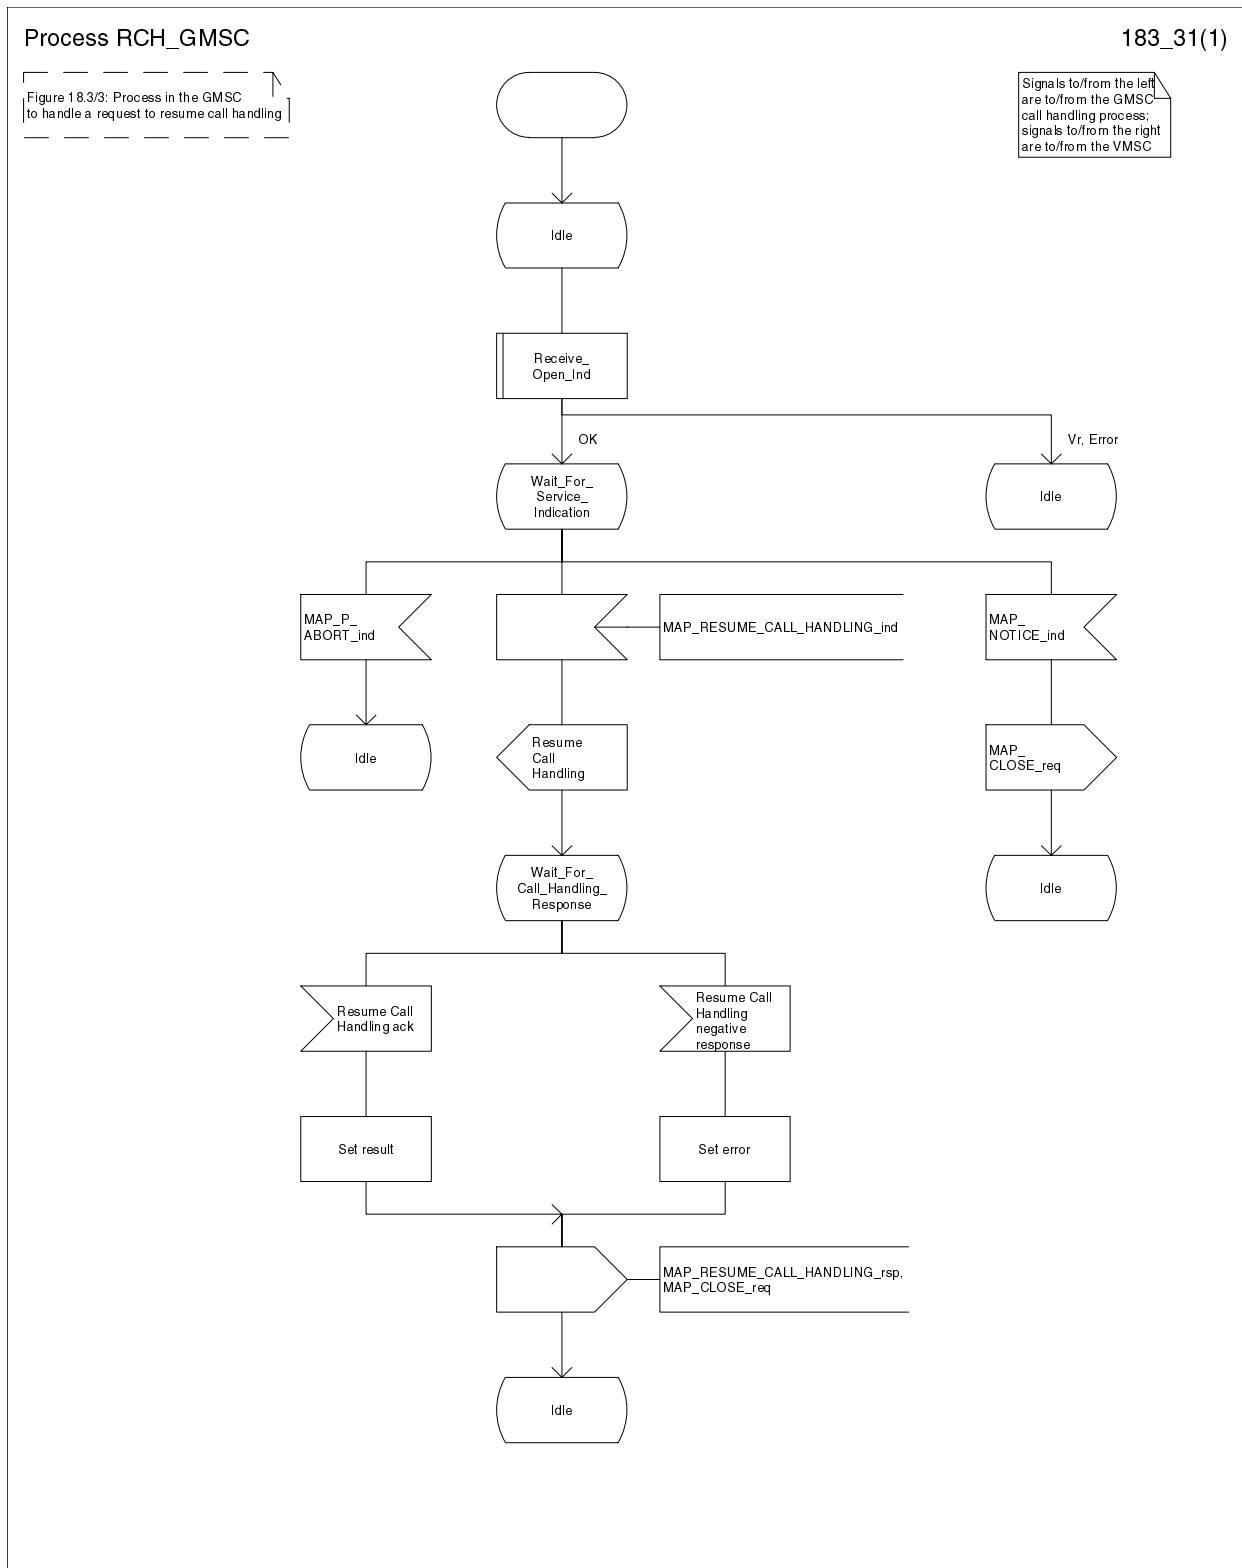 Process RCH_GMSC
183_31(1)
Figure 18.3/3: Process in the GMSC
to handle a request to resume call handling
Signals to/from the left
are to/from the GMSC
call handling process;
signals to/from the right
are to/from the VMSC
Idle
Receive_
Open_Ind
OK
Vr, Error
Wait_For_
Service_
Indication
Idle
MAP_P_
ABORT_ind
MAP_RESUME_CALL_HANDLING_ind
MAP_
NOTICE_ind
Idle
Resume
Call
Handling
MAP_
CLOSE_req
Wait_For_
Call_Handling_
Response
Idle
Resume Call
Handling ack
Resume Call
Handling
negative
response
Set result
Set error
MAP_RESUME_CALL_HANDLING_rsp,
MAP_CLOSE_req
Idle